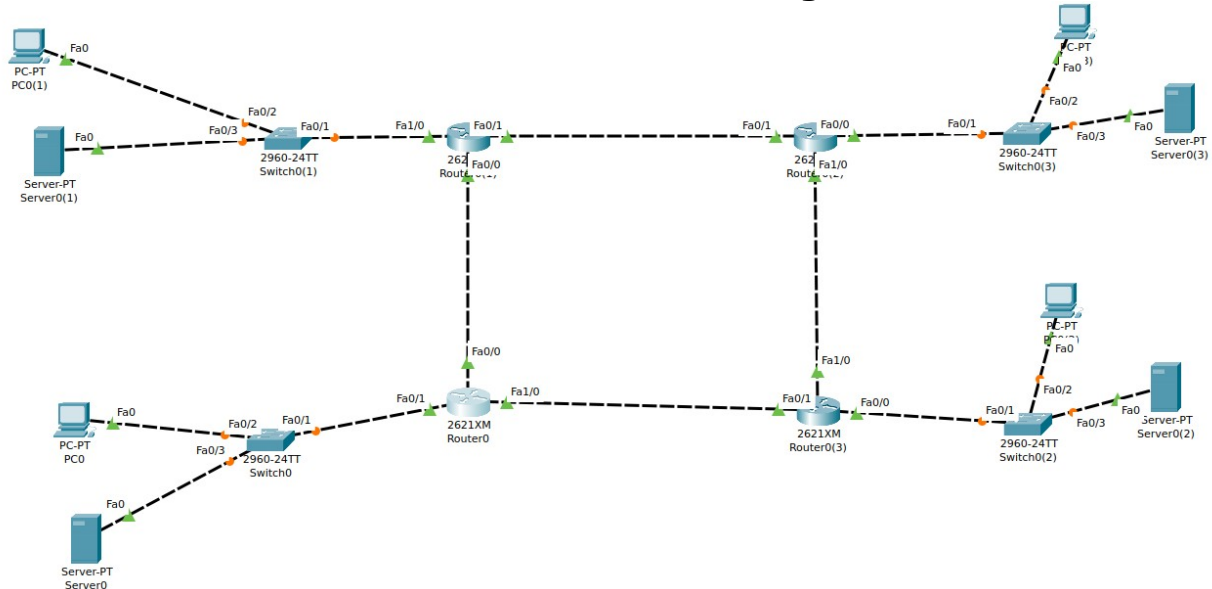 Fa0
PC-PT
PC0(1)
Fa0/2
Fa0
Fa0/3
Fa0/1
2960-24TT
Switch0(1)
Server-PT
Server0(1)
Fa1/0
Fa0/1
Fa0/0
Fa0/1
Fa0/0
Fa1/0
PC-PT
Fa0
Fa0/2
Fa0/1
Fa0/3
Fa0
2960-24TT
Switch0(3)
Server-PT
Server0(3)
Fa0/0
Fa0/1
Fa1/0
2621XM
Router0
Fa1/0
Fa0/1
Fa0/0
2621XM
Router0(3)
PC-PT
Fa0
Fa0/2
Fa0/1
Fa0/3
Fa0
2960-24TT
Switch0(2)
Server-PT
Server0(2)
Fa0
PC-PT
PC0
Fa0/2
Fa0/1
Fa0/3
2960-24TT
Switch0
Fa0
Server-PT
Server0